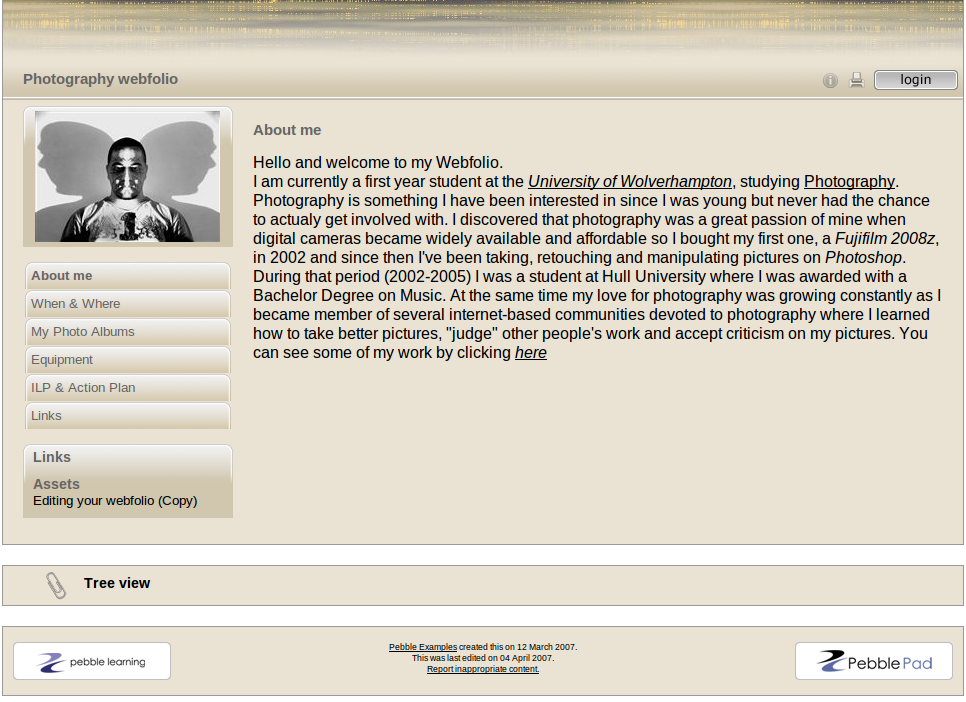 Photography webfolio
login
About me
Hello and welcome to my Webfolio.
I am currently a first year student at the University of Wolverhampton, studying Photography.
Photography is something I have been interested in since I was young but never had the chance
to actualy get involved with. I discovered that photography was a great passion of mine when
digital cameras became widely available and affordable so I bought my first one, a Fujifilm 2008z,
in 2002 and since then I've been taking, retouching and manipulating pictures on Photoshop.
During that period (2002-2005) I was a student at Hull University where I was awarded with a
Bachelor Degree on Music. At the same time my love for photography was growing constantly as I
became member of several internet-based communities devoted to photography where I learned
how to take better pictures, "judge" other people's work and accept criticism on my pictures. You
can see some of my work by clicking here
About me
When & Where
My Photo Albums
Equipment
ILP & Action Plan
Links
Links
Assets
Editing your webfolio (Copy)
Tree view
pebble learning
Pebble Examples created this on 12 March 2007.
This was last edited on 04 April 2007.
Report inappropriate content.
PebblePad